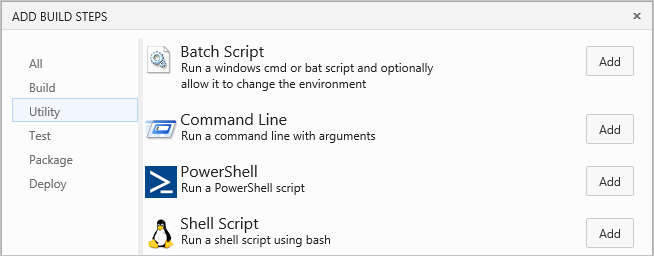 ADD BUILD STEPS ×
All
Build
Utility
Test
Package
Deploy
Batch Script
Run a windows cmd or bat script and optionally
allow it to change the environment
Add
Command Line
Run a command line with arguments
Add
PowerShell
Run a PowerShell script
Add
Shell Script
Run a shell script using bash
Add